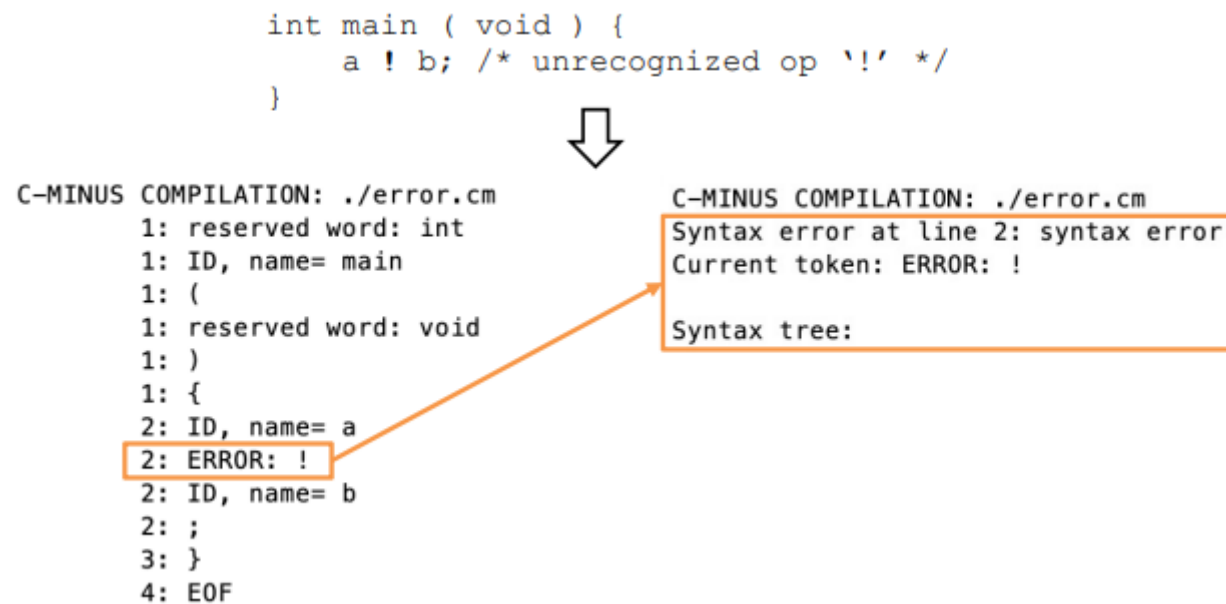 int main ( void ) {
a ! b; /* unrecognized op ‘!’ */
}
C-MINUS COMPILATION: ./error.cm
1: reserved word: int
1: ID, name= main
1: (
1: reserved word: void
1: )
1: {
2: ID, name= a
2: ERROR: !
2: ID, name= b
2: ;
3: }
4: EOF
C-MINUS COMPILATION: ./error.cm
Syntax error at line 2: syntax error
Current token: ERROR: !
Syntax tree: